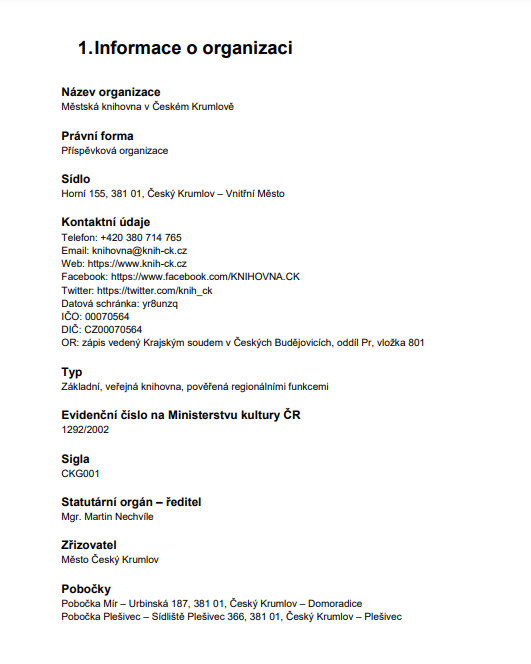 1.Informace o organizaci
Název organizace
Městská knihovna v Českém Krumlově
Právní forma
Příspěvková organizace
Sídlo
Horní 155, 381 01, Český Krumlov – Vnitřní Město
Kontaktní údaje
Telefon: +420 380 714 765
Email: knihovna@knih-ck.cz
Web: https://www.knih-ck.cz
Facebook: https://www.facebook.com/KNIHOVNA.CK
Twitter: https://twitter.com/knih_ck
Datová schránka: yr8unzq
IČO: 00070564
DIČ: CZ00070564
OR: zápis vedený Krajským soudem v Českých Budějovicích, oddíl Pr, vložka 801
Typ
Základní, veřejná knihovna, pověřená regionálními funkcemi
Evidenční číslo na Ministerstvu kultury ČR
1292/2002
Sigla
CKG001
Statutární orgán – ředitel
Mgr. Martin Nechvíle
Zřizovatel
Město Český Krumlov
Pobočky
Pobočka Mír – Urbinská 187, 381 01, Český Krumlov – Domoradice
Pobočka Plešivec – Sídliště Plešivec 366, 381 01, Český Krumlov – Plešivec